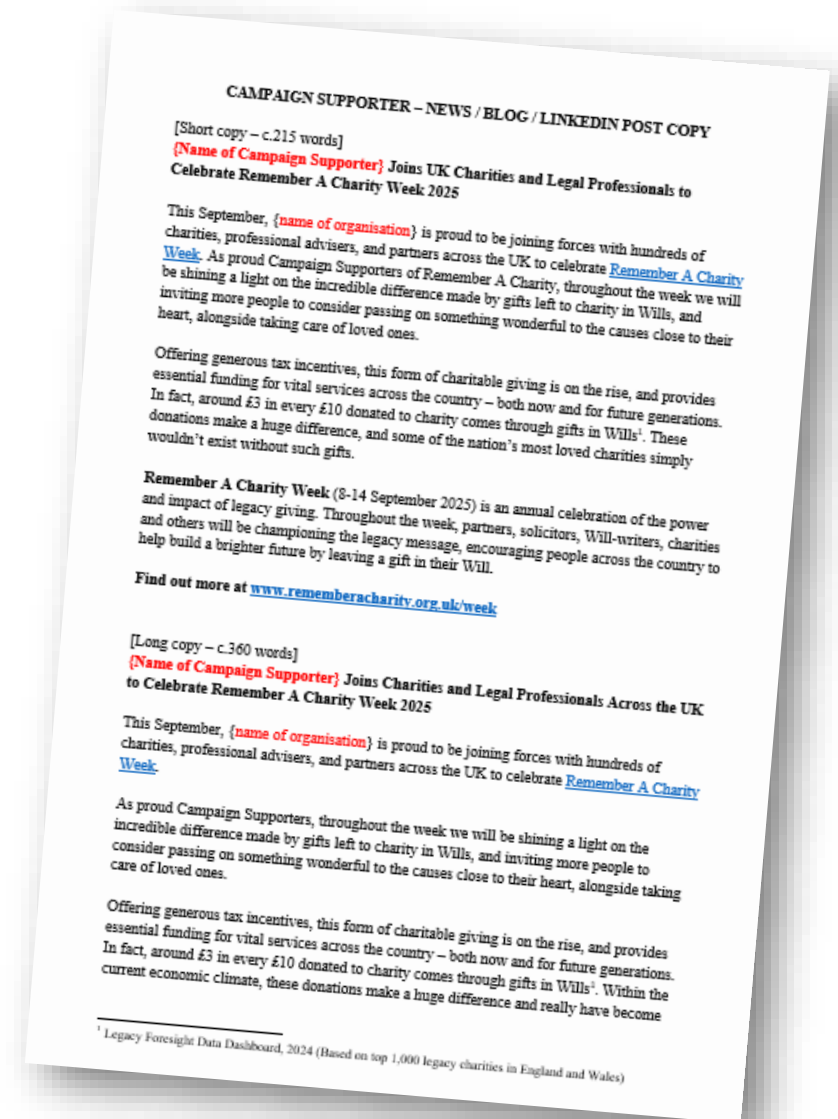 CAMPAIGN SUPPORTER – NEWS / BLOG / LINKEDIN POST COPY
[Short copy – c.215 words]
{Name of Campaign Supporter} Joins UK Charities and Legal Professionals to
Celebrate Remember A Charity Week 2025
This September, {name of organisation} is proud to be joining forces with hundreds of
charities, professional advisers, and partners across the UK to celebrate Remember A Charity
Week. As proud Campaign Supporters of Remember A Charity, throughout the week we will
be shining a light on the incredible difference made by gifts left to charity in Wills, and
inviting more people to consider passing on something wonderful to the causes close to their
heart, alongside taking care of loved ones.
Offering generous tax incentives, this form of charitable giving is on the rise, and provides
essential funding for vital services across the country – both now and for future generations.
In fact, around £3 in every £10 donated to charity comes through gifts in Wills¹. These
donations make a huge difference, and some of the nation's most loved charities simply
wouldn't exist without such gifts.
Remember A Charity Week (8-14 September 2025) is an annual celebration of the power
and impact of legacy giving. Throughout the week, partners, solicitors, Will-writers, charities
and others will be championing the legacy message, encouraging people across the country to
help build a brighter future by leaving a gift in their Will.
Find out more at www.rememberacharity.org.uk/week
[Long copy – c.360 words]
{Name of Campaign Supporter} Joins Charities and Legal Professionals Across the UK
to Celebrate Remember A Charity Week 2025
This September, {name of organisation} is proud to be joining forces with hundreds of
charities, professional advisers, and partners across the UK to celebrate Remember A Charity
Week.
As proud Campaign Supporters, throughout the week we will be shining a light on the
incredible difference made by gifts left to charity in Wills, and inviting more people to
consider passing on something wonderful to the causes close to their heart, alongside taking
care of loved ones.
Offering generous tax incentives, this form of charitable giving is on the rise, and provides
essential funding for vital services across the country – both now and for future generations.
In fact, around £3 in every £10 donated to charity comes through gifts in Wills². Within the
current economic climate, these donations make a huge difference and really have become
¹ Legacy Foresight Data Dashboard, 2024 (Based on top 1,000 legacy charities in England and Wales)